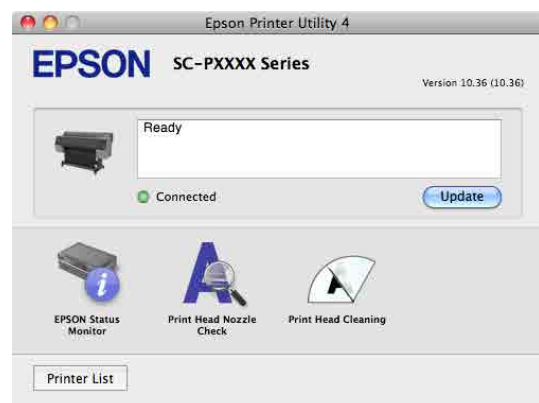 Epson Printer Utility 4
EPSON SC-PXXXX Series
Version 10.36 (10.36)
Ready
Connected
Update
EPSON Status Monitor
Print Head Nozzle Check
Print Head Cleaning
Printer List